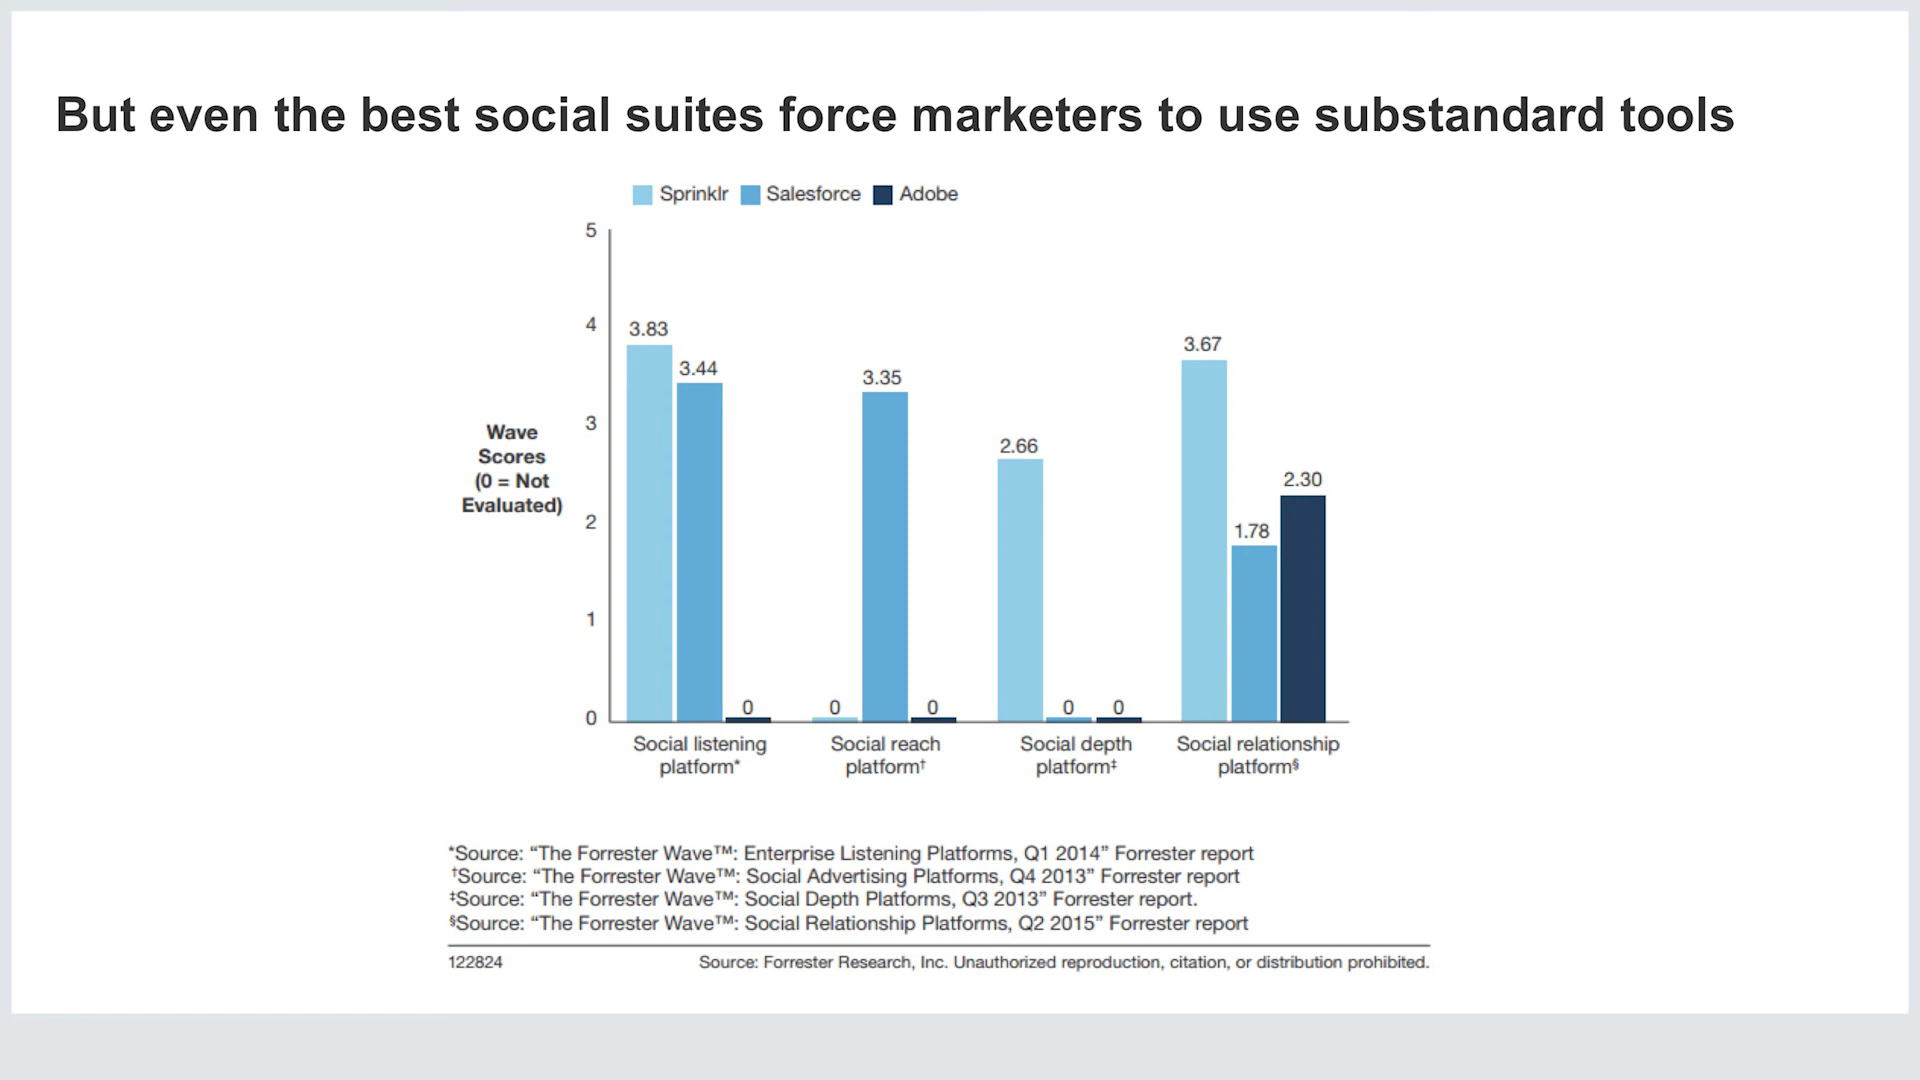 But even the best social suites force marketers to use substandard tools
Sprinklr Salesforce Adobe
5
4
3
2
1
0
Wave
Scores
(0 = Not
Evaluated)
3.83
3.44
0
0
3.35
0
2.66
0
0
3.67
1.78
2.30
Social listening
platform*
Social reach
platform†
Social depth
platform‡
Social relationship
platform§
*Source: “The Forrester Wave™: Enterprise Listening Platforms, Q1 2014” Forrester report
†Source: “The Forrester Wave™: Social Advertising Platforms, Q4 2013” Forrester report
‡Source: “The Forrester Wave™: Social Depth Platforms, Q3 2013” Forrester report.
§Source: “The Forrester Wave™: Social Relationship Platforms, Q2 2015” Forrester report
122824 Source: Forrester Research, Inc. Unauthorized reproduction, citation, or distribution prohibited.